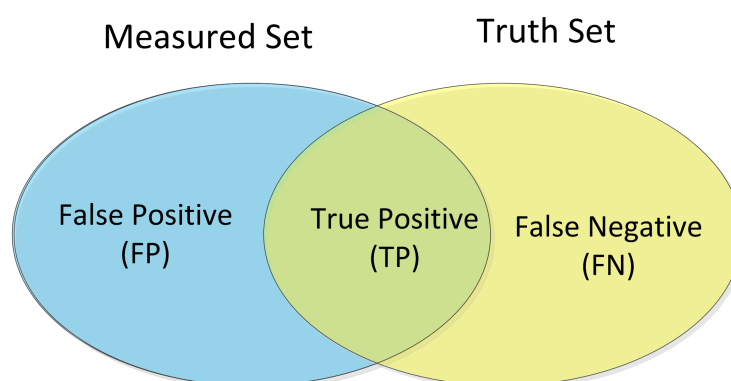 Measured Set
Truth Set
False Positive
(FP)
True Positive
(TP)
False Negative
(FN)